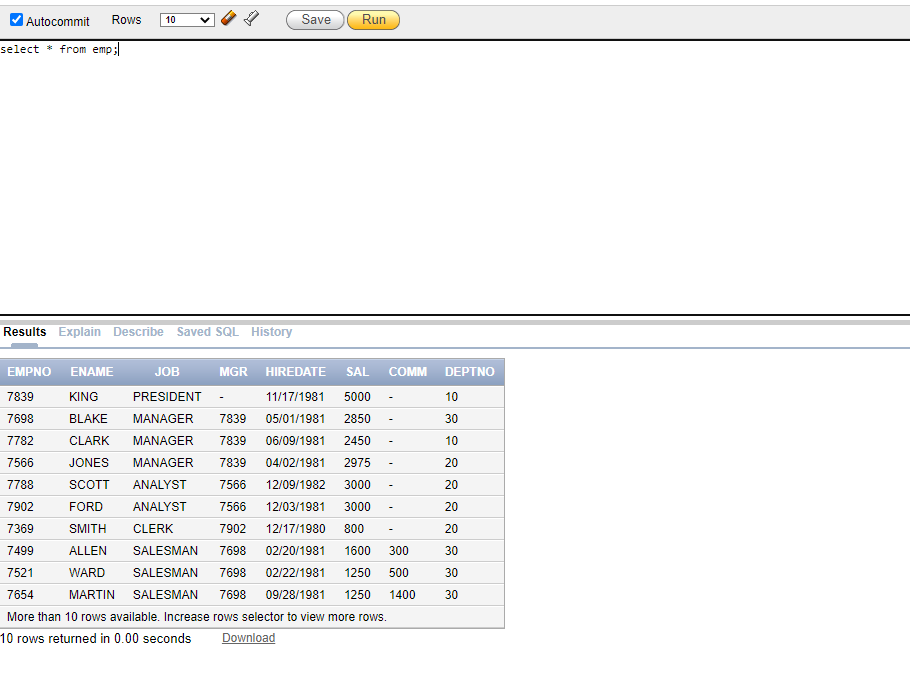 Autocommit Rows 10 Save Run
select * from emp;
Results Explain Describe Saved SQL History
EMPNO ENAME JOB MGR HIREDATE SAL COMM DEPTNO
7839 KING PRESIDENT - 11/17/1981 5000 - 10
7698 BLAKE MANAGER 7839 05/01/1981 2850 - 30
7782 CLARK MANAGER 7839 06/09/1981 2450 - 10
7566 JONES MANAGER 7839 04/02/1981 2975 - 20
7788 SCOTT ANALYST 7566 12/09/1982 3000 - 20
7902 FORD ANALYST 7566 12/03/1981 3000 - 20
7369 SMITH CLERK 7902 12/17/1980 800 - 20
7499 ALLEN SALESMAN 7698 02/20/1981 1600 300 30
7521 WARD SALESMAN 7698 02/22/1981 1250 500 30
7654 MARTIN SALESMAN 7698 09/28/1981 1250 1400 30
More than 10 rows available. Increase rows selector to view more rows.
10 rows returned in 0.00 seconds Download